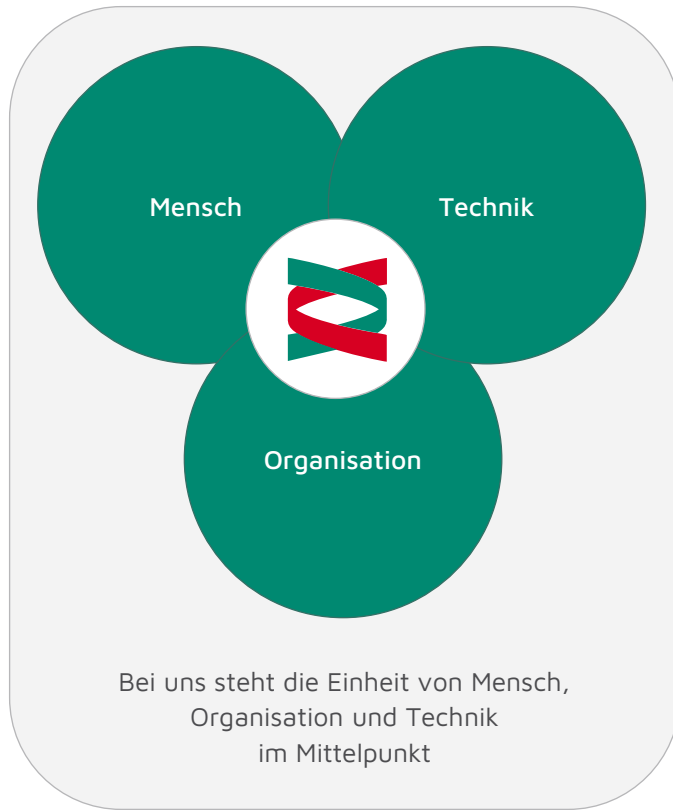 Mensch
Technik
Organisation
Bei uns steht die Einheit von Mensch,
Organisation und Technik
im Mittelpunkt